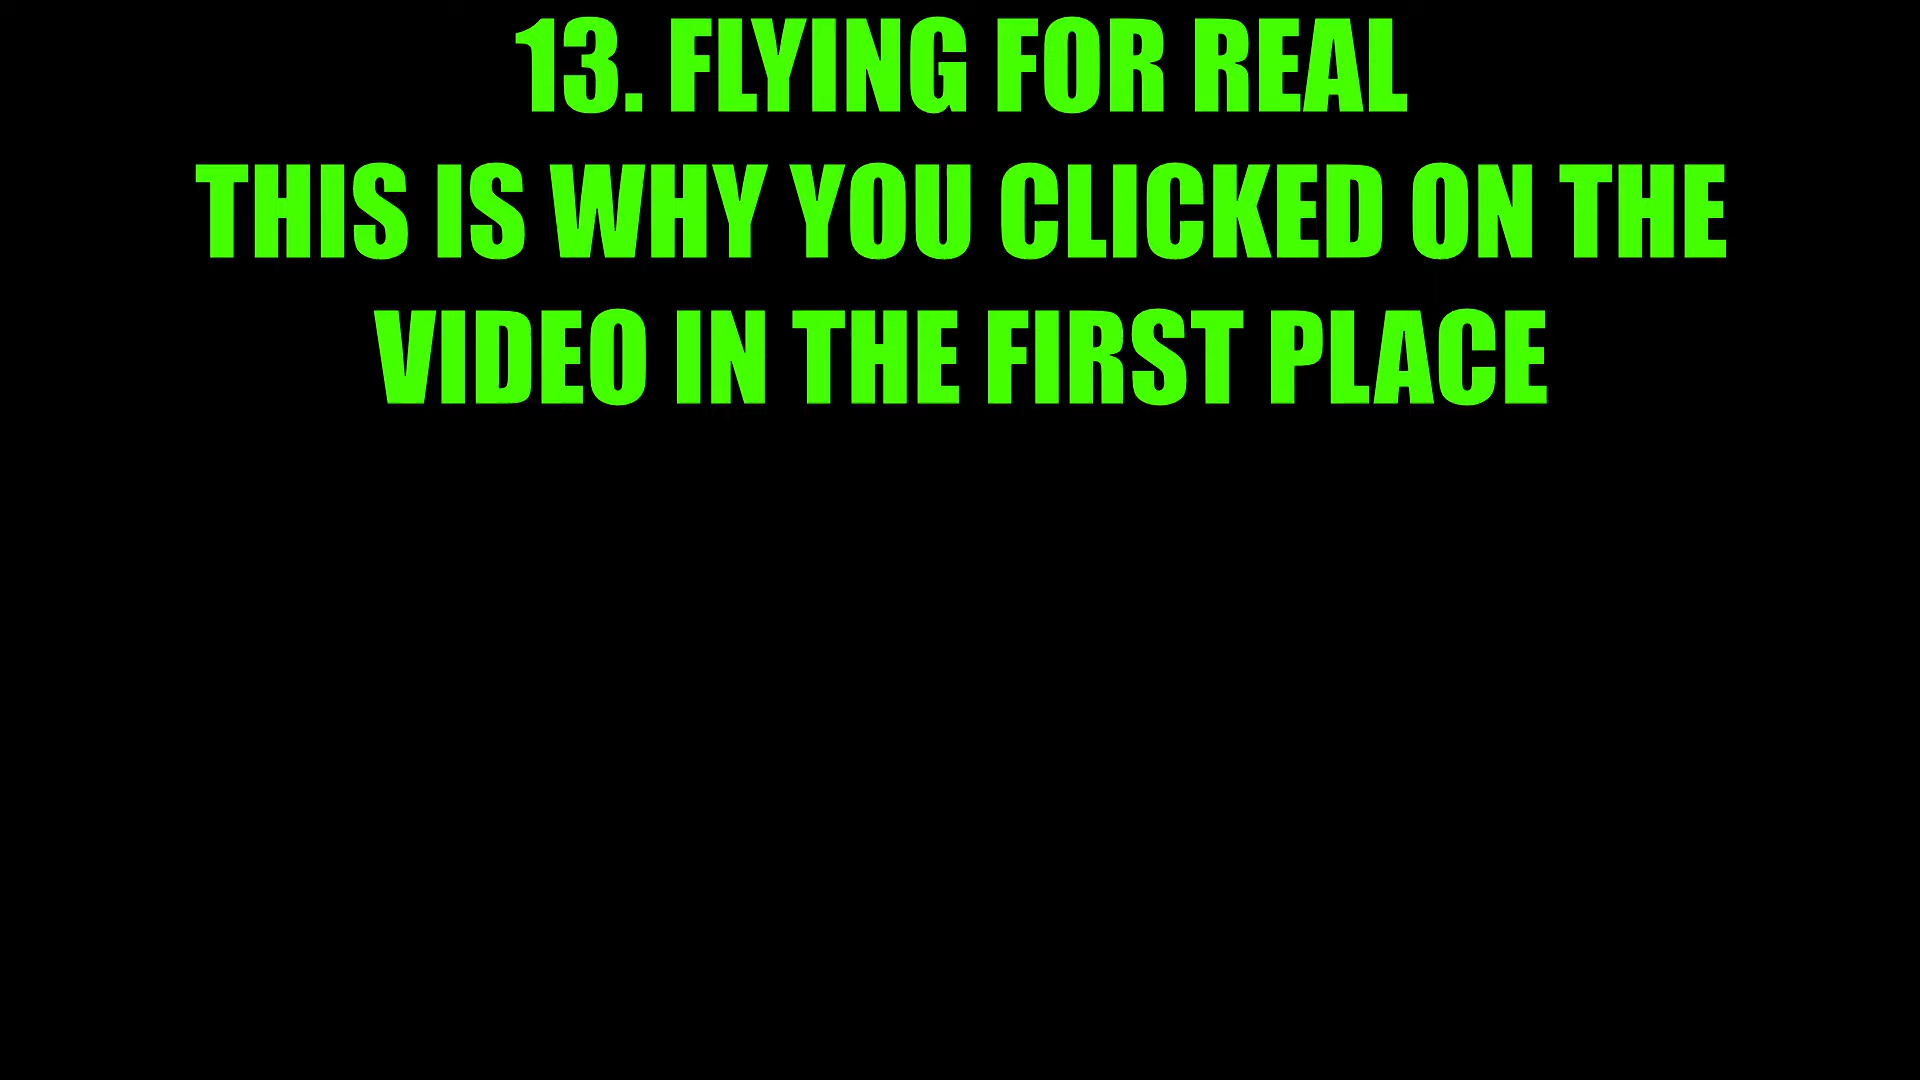 13. FLYING FOR REAL
THIS IS WHY YOU CLICKED ON THE
VIDEO IN THE FIRST PLACE